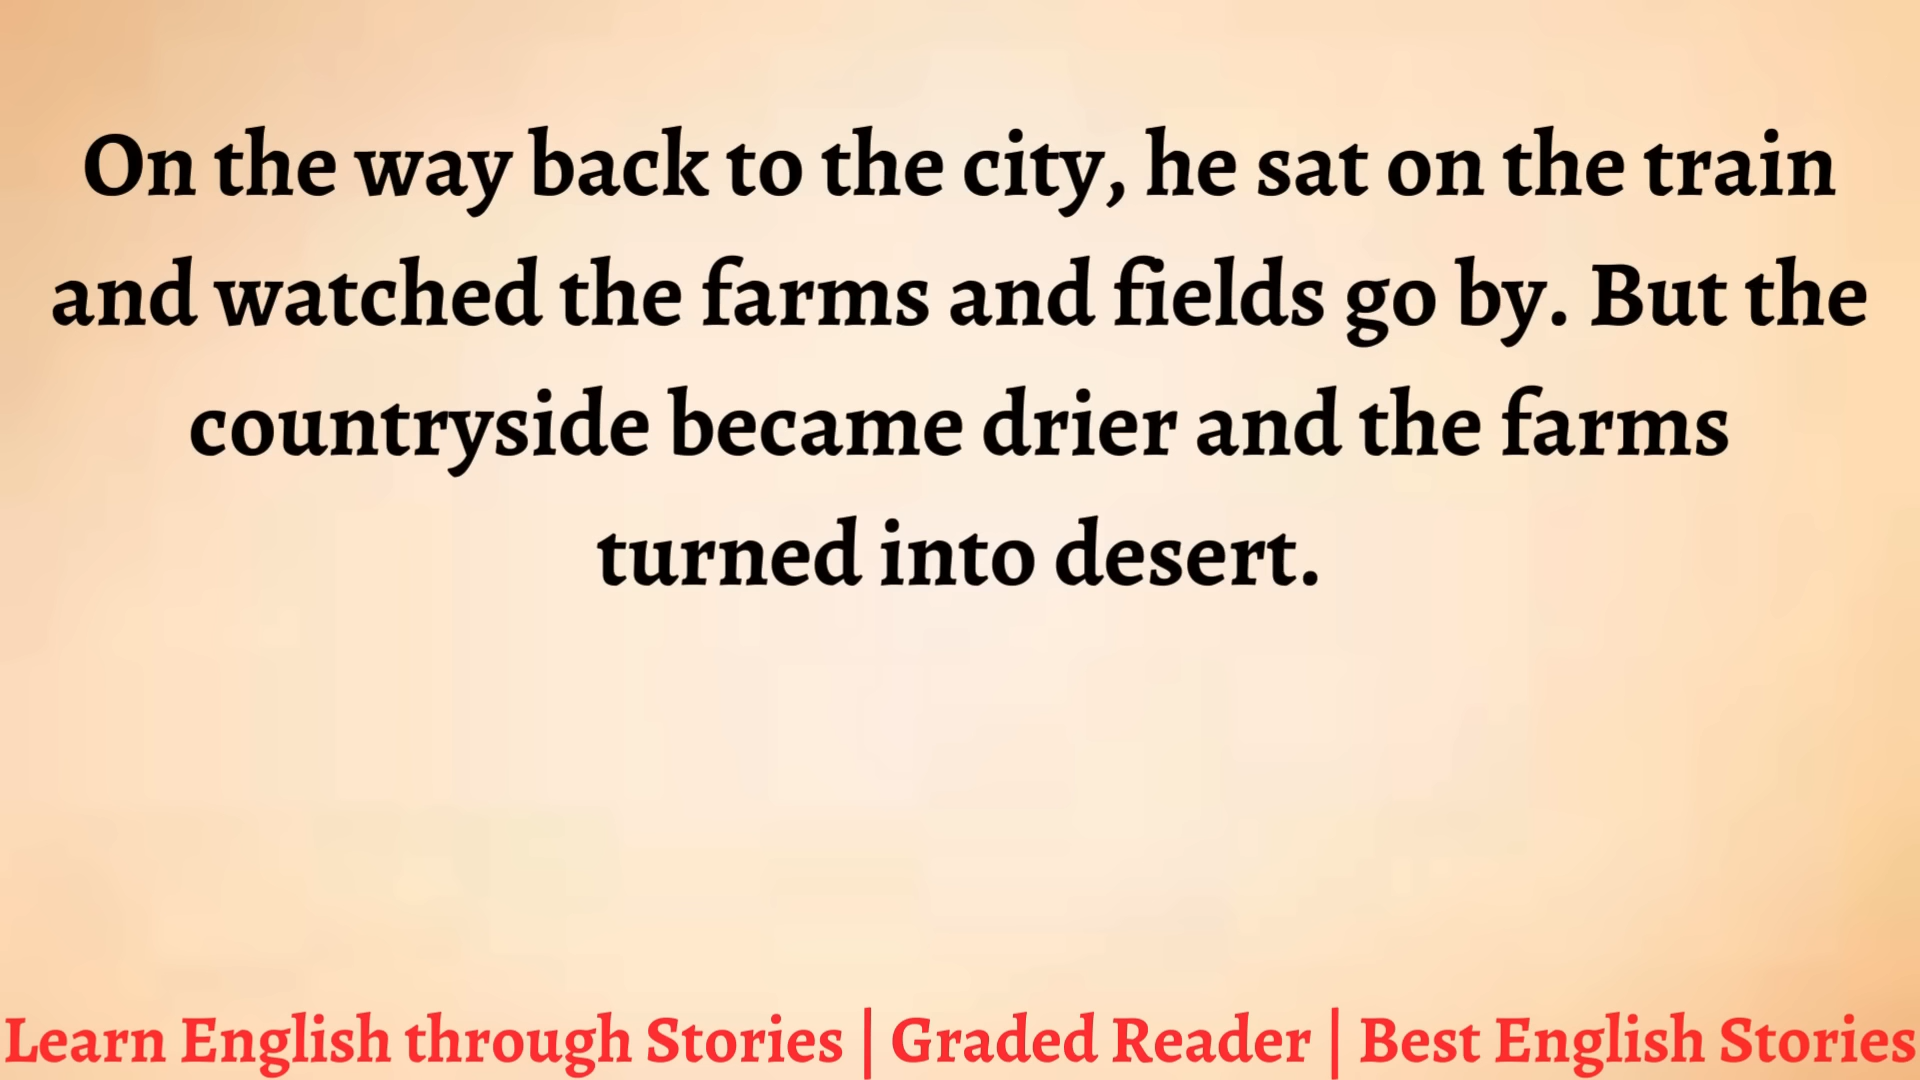 On the way back to the city, he sat on the train
and watched the farms and fields go by. But the
countryside became drier and the farms
turned into desert.
Learn English through Stories | Graded Reader | Best English Stories